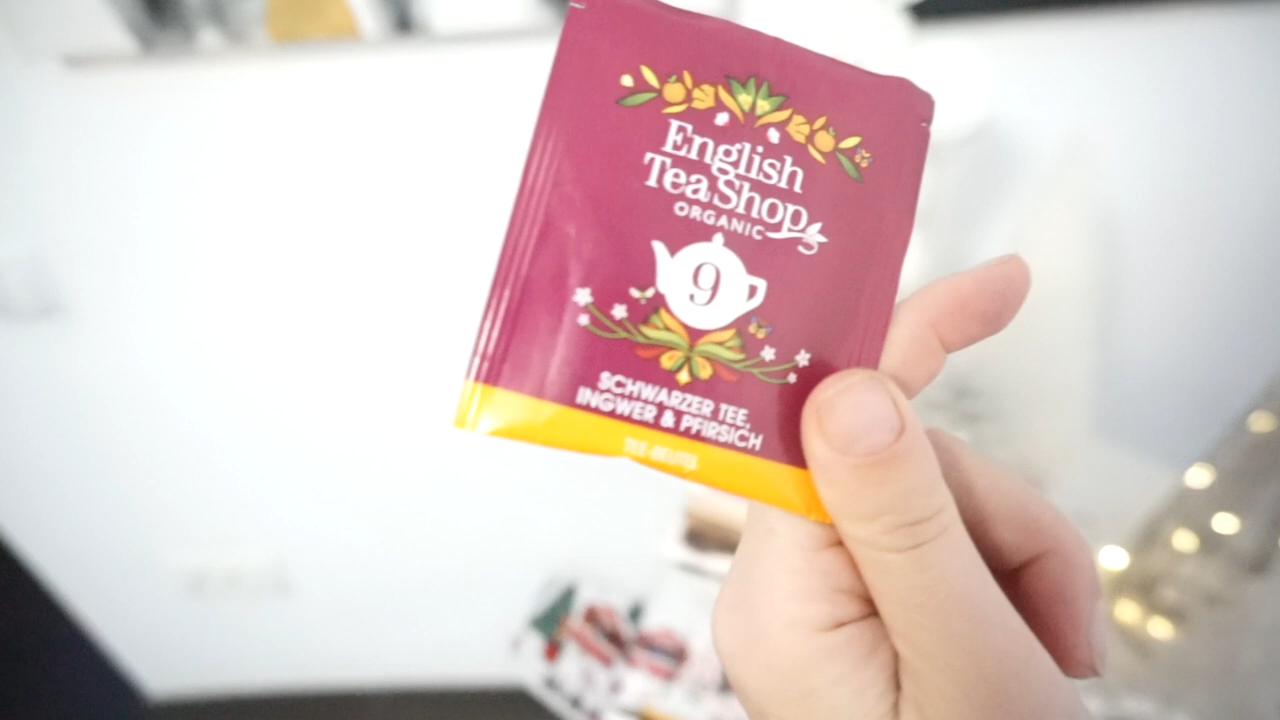 English
Tea Shop
ORGANIC
9
SCHWARZER TEE,
INGWER & PFIRSICH